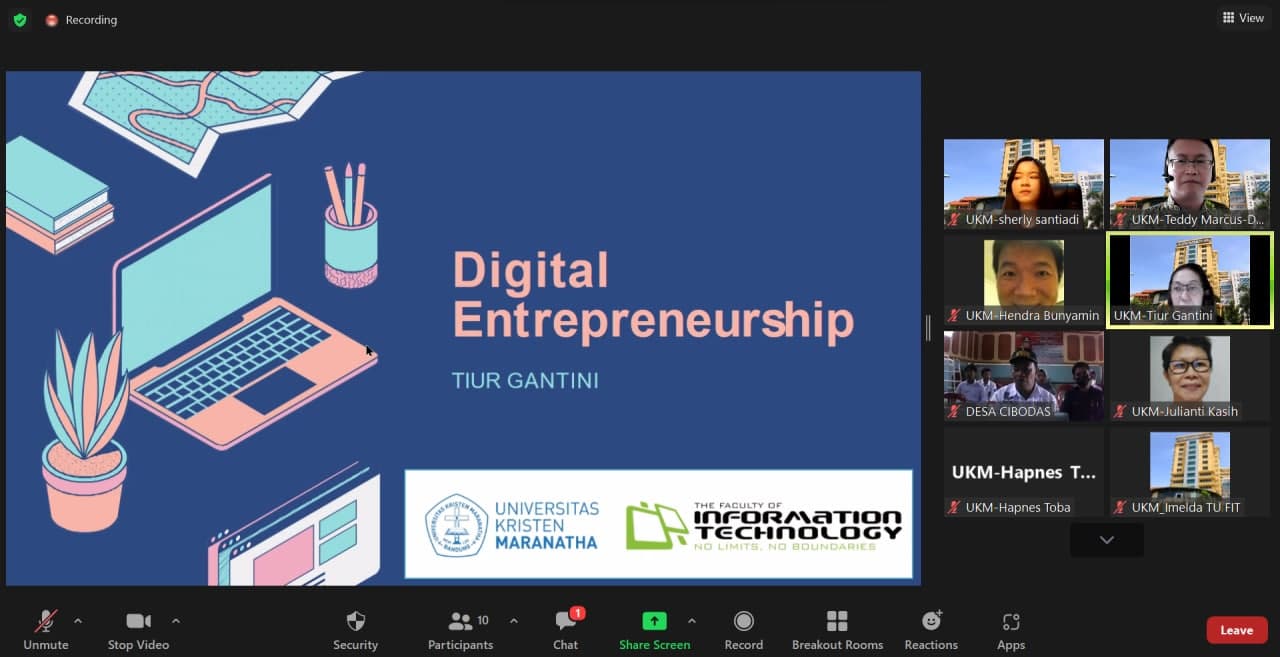 Recording
View
Digital
Entrepreneurship
TIUR GANTINI
UNIVERSITAS
KRISTEN
MARANATHA
THE FACULTY OF
INFORMATION
TECHNOLOGY
NO LIMITS, NO BOUNDARIES
UKM-sherly santiadi
UKM-Teddy Marcus-D...
UKM-Hendra Bunyamin
UKM-Tiur Gantini
DESA CIBODAS
UKM-Julianti Kasih
UKM-Hapnes T...
UKM-Hapnes Toba
UKM_Imelda TU FIT
Unmute
Stop Video
Security
Participants
10
Chat
1
Share Screen
Record
Breakout Rooms
Reactions
Apps
Leave